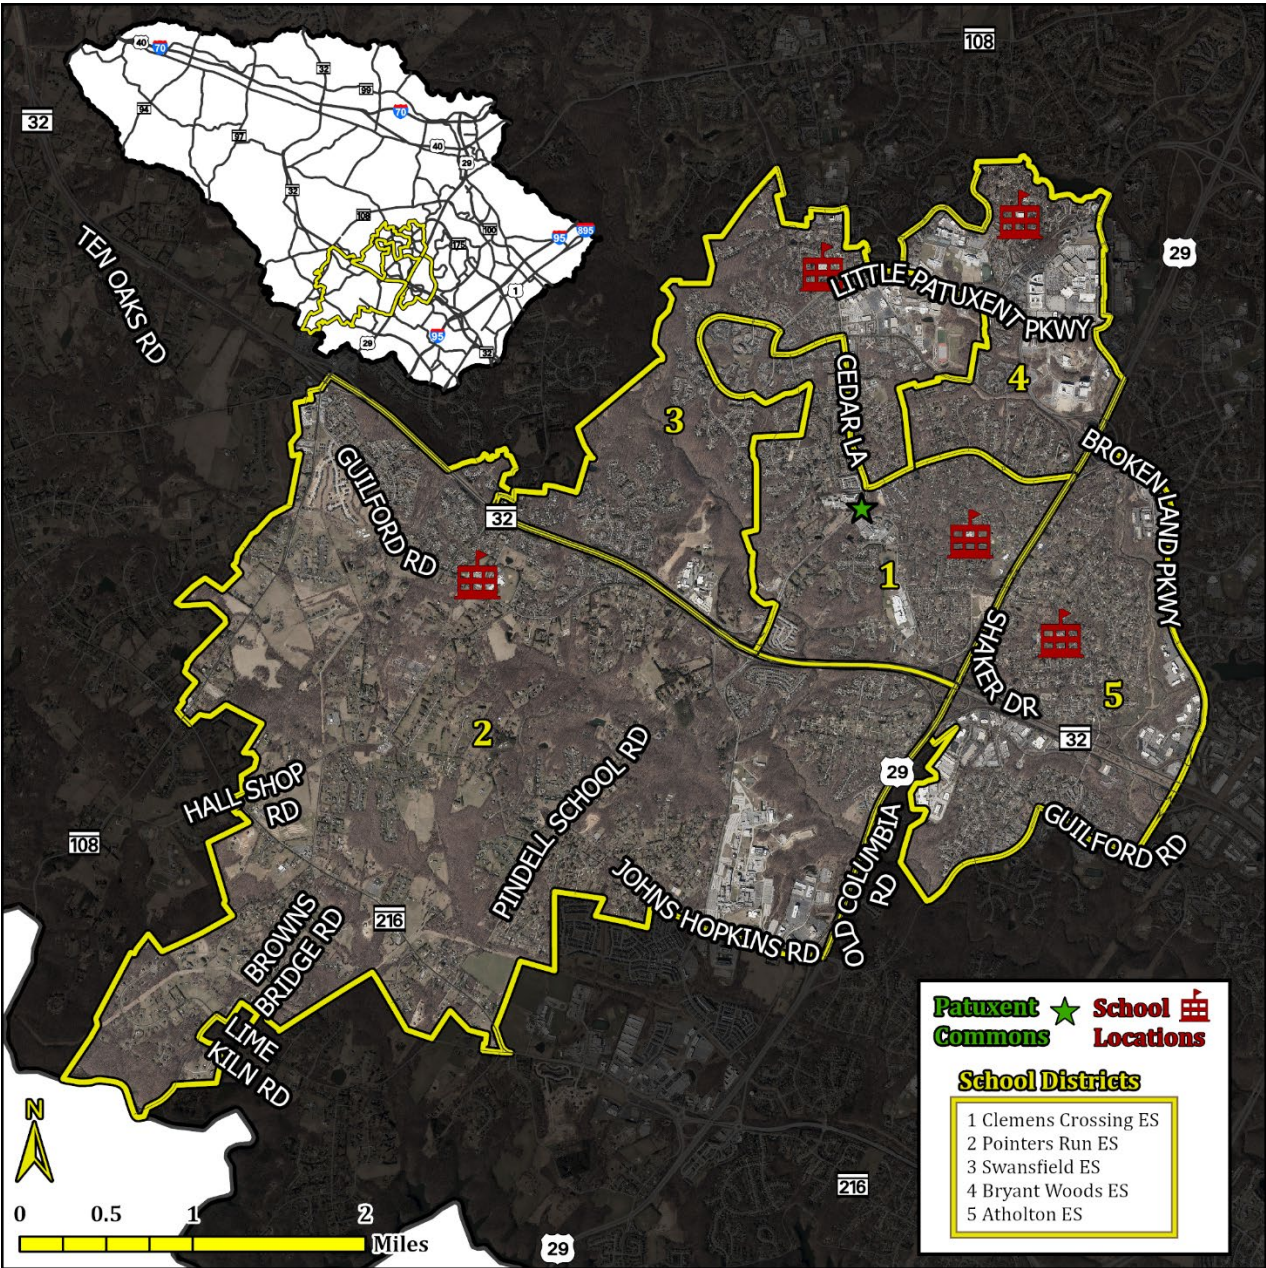 40
70
32
99
70
94
97
40
29
32
108
100
175
95
895
1
29
95
32
108
32
29
TEN OAKS RD
LITTLE PATUXENT PKWY
CEDAR LA
4
3
BROKEN LAND PKWY
GUILFORD RD
32
1
SHAKER DR
5
2
32
29
PINDELL SCHOOL RD
HALL SHOP
RD
108
OLD COLUMBIA
RD
GUILFORD RD
JOHNS HOPKINS RD
216
BROWNS
BRIDGE RD
LIME
KILN RD
216
29
N
0 0.5 1 2
Miles
Patuxent
Commons
School
Locations
School Districts
1 Clemens Crossing ES
2 Pointers Run ES
3 Swansfield ES
4 Bryant Woods ES
5 Atholton ES